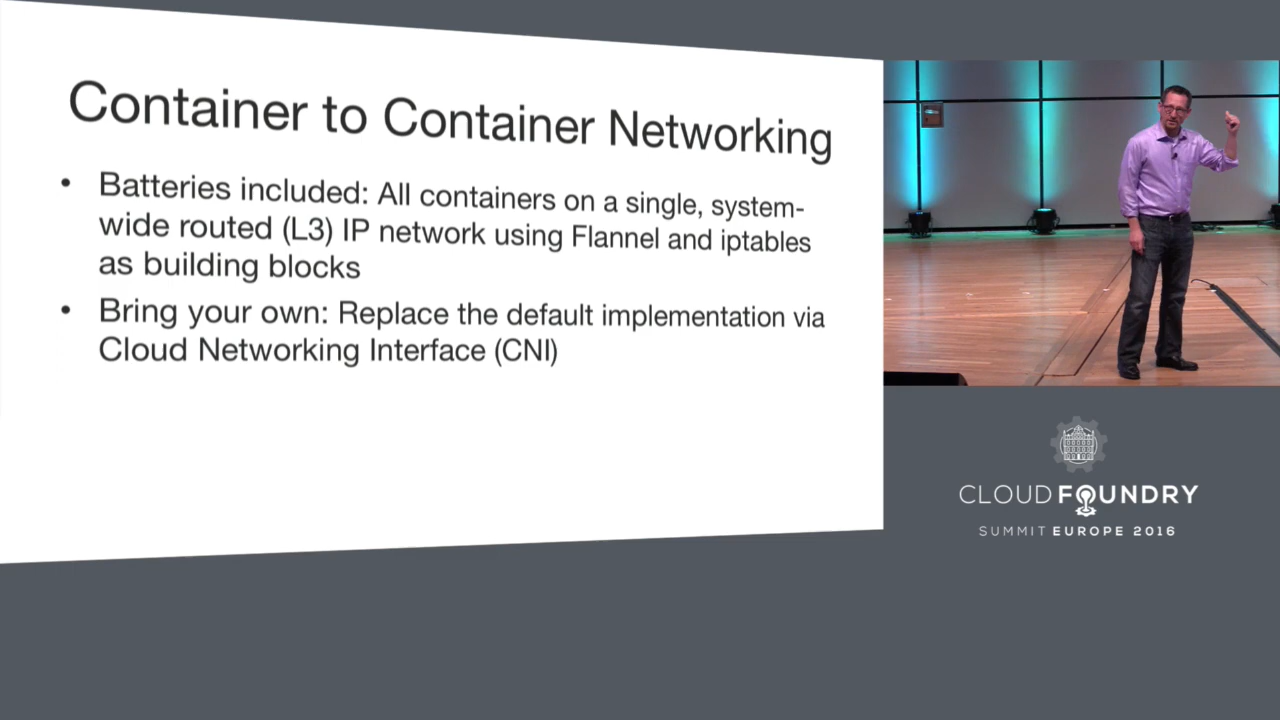 Container to Container Networking
• Batteries included: All containers on a single, system-
wide routed (L3) IP network using Flannel and iptables
as building blocks
• Bring your own: Replace the default implementation via
Cloud Networking Interface (CNI)
CLOUD FOUNDRY
SUMMIT EUROPE 2016